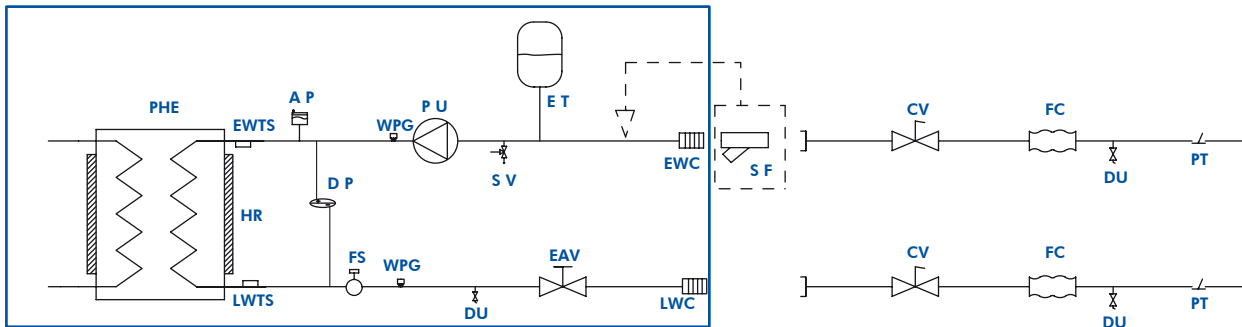 PHE
EWTS
A P
WPG
P U
E T
S V
EWC
S F
CV
FC
DU
PT
D P
HR
FS
WPG
EAV
LWTS
DU
LWC
CV
FC
DU
PT